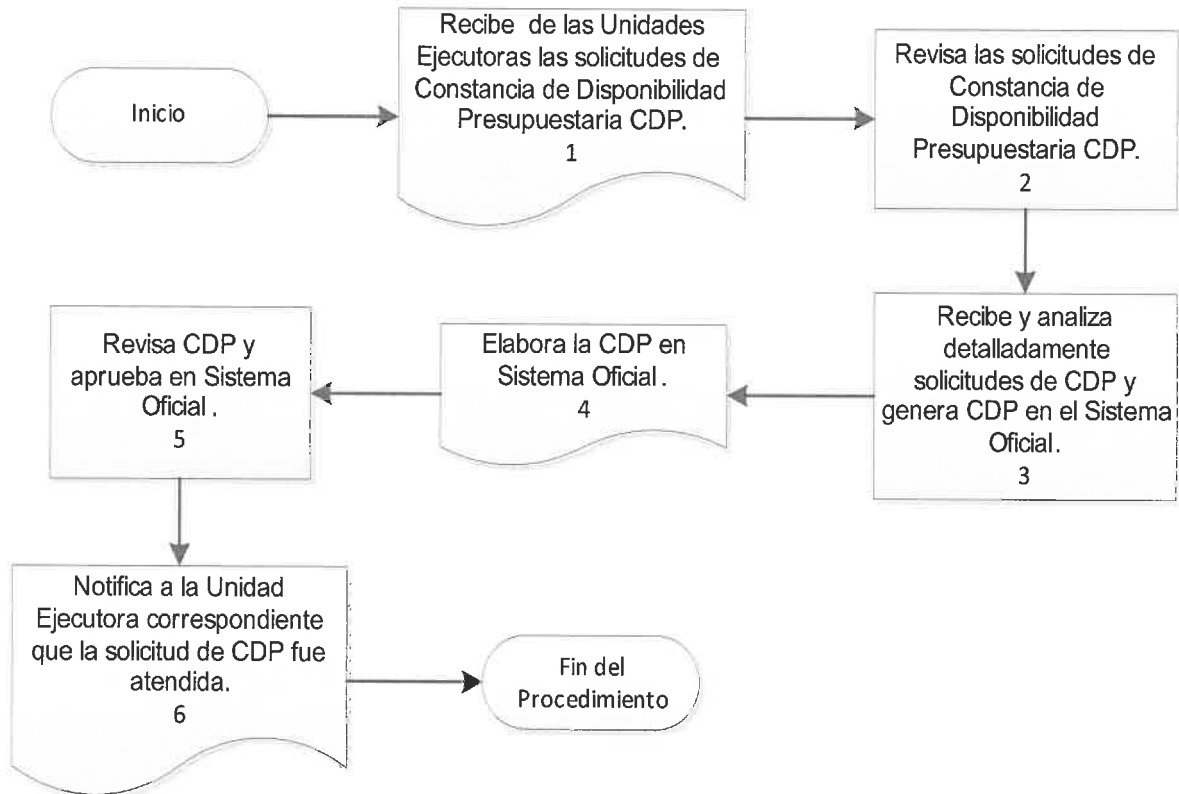 Inicio
Recibe de las Unidades
Ejecutoras las solicitudes de
Constancia de Disponibilidad
Presupuestaria CDP.
1
Revisa las solicitudes de
Constancia de
Disponibilidad
Presupuestaria CDP.
2
Recibe y analiza
detalladamente
solicitudes de CDP y
genera CDP en el Sistema
Oficial.
3
Elabora la CDP en
Sistema Oficial.
4
Revisa CDP y
aprueba en Sistema
Oficial.
5
Notifica a la Unidad
Ejecutora correspondiente
que la solicitud de CDP fue
atendida.
6
Fin del
Procedimiento